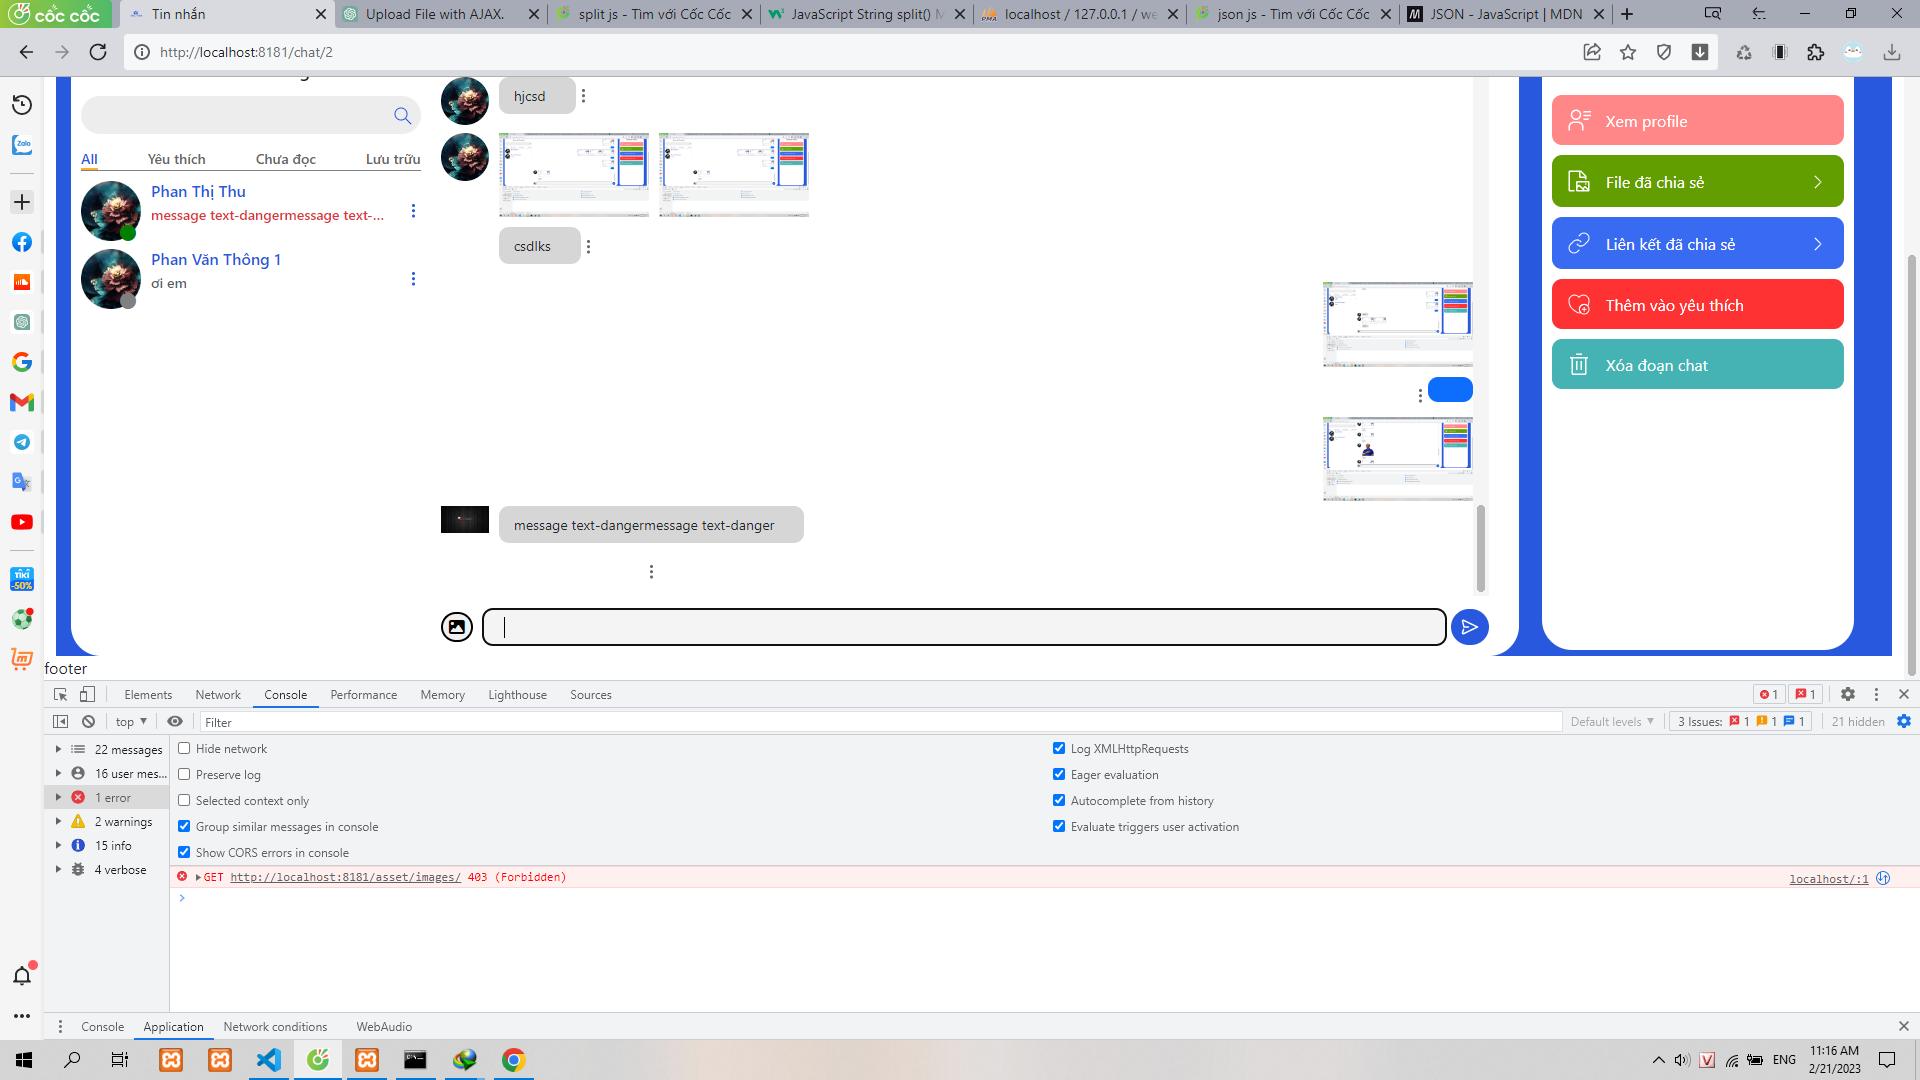 cốc cốc
Tin nhắn
Upload File with AJAX.
split js - Tìm với Cốc Cốc
JavaScript String split() M
localhost / 127.0.0.1 / we
json js - Tìm với Cốc Cốc
JSON - JavaScript | MDN
http://localhost:8181/chat/2
Zalo
TIKI
-50%
All
Yêu thích
Chưa đọc
Lưu trữu
Phan Thị Thu
message text-dangermessage text-...
Phan Văn Thông 1
ơi em
hjcsd
csdlks
message text-dangermessage text-danger
Xem profile
File đã chia sẻ
Liên kết đã chia sẻ
Thêm vào yêu thích
Xóa đoạn chat
footer
Elements
Network
Console
Performance
Memory
Lighthouse
Sources
1
1
top
Filter
Default levels
3 Issues: 1 1 1
21 hidden
22 messages
16 user mes...
1 error
2 warnings
15 info
4 verbose
Hide network
Preserve log
Selected context only
Group similar messages in console
Show CORS errors in console
Log XMLHttpRequests
Eager evaluation
Autocomplete from history
Evaluate triggers user activation
GET http://localhost:8181/asset/images/ 403 (Forbidden)
localhost/:1
Console
Application
Network conditions
WebAudio
ENG
11:16 AM
2/21/2023